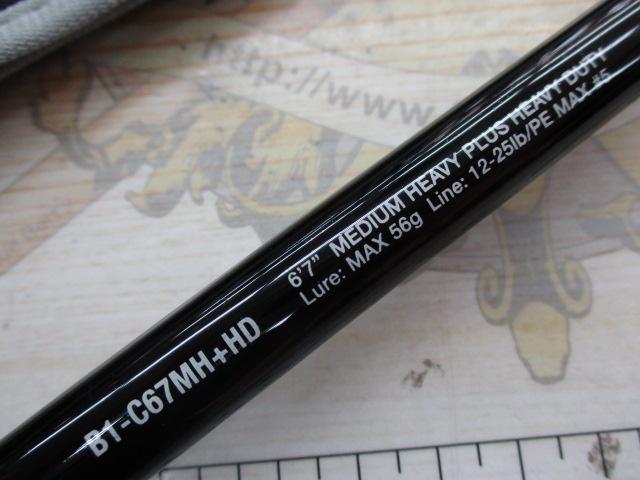 http://www.
B1-C67MH+HD
6'7" MEDIUM HEAVY PLUS HEAVY DUTY
Lure: MAX 56g Line: 12-25lb/PE MAX #5